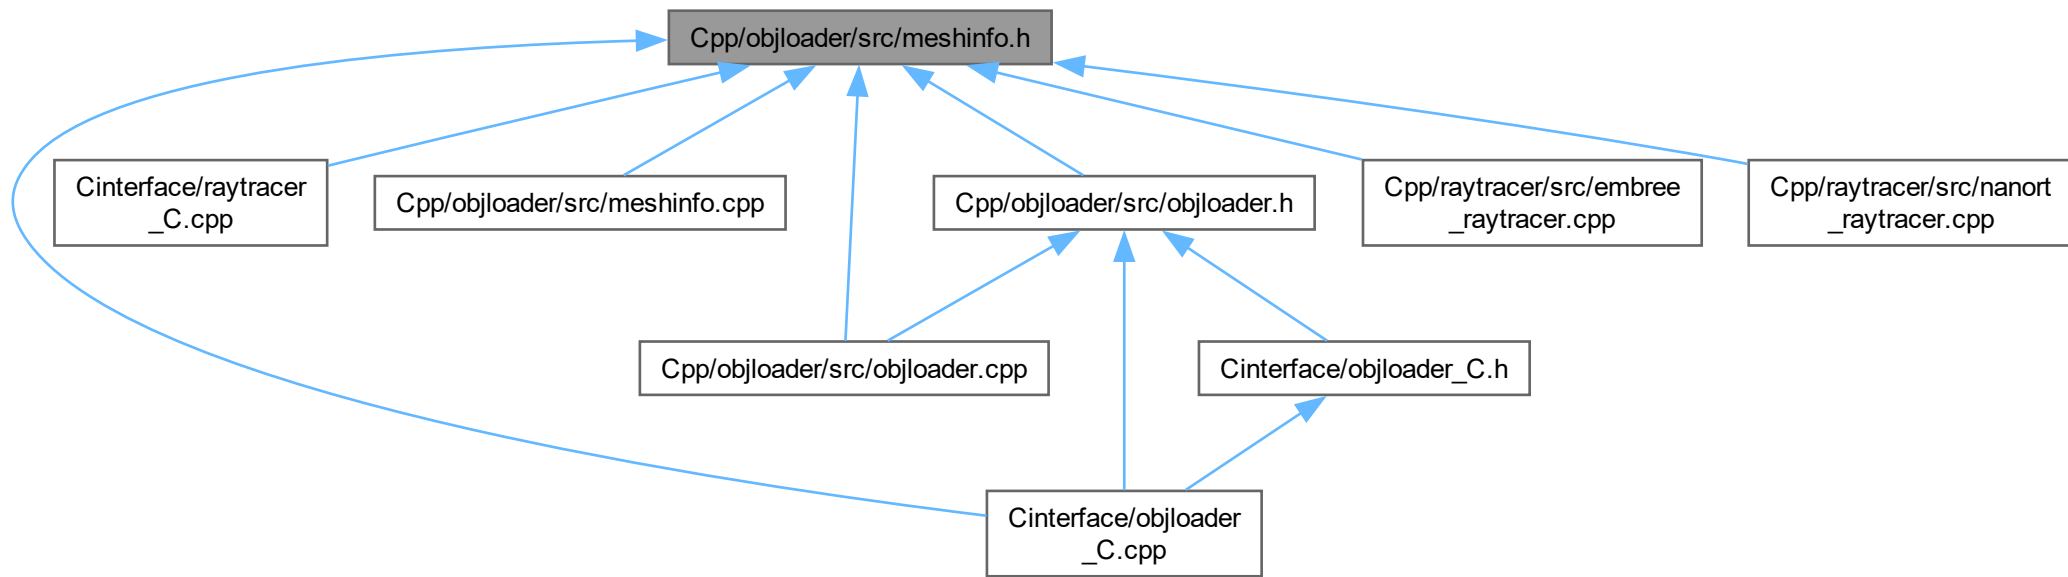 Cpp/objloader/src/meshinfo.h
Cinterface/raytracer
_C.cpp
Cpp/objloader/src/meshinfo.cpp
Cpp/objloader/src/objloader.h
Cpp/raytracer/src/embree
_raytracer.cpp
Cpp/raytracer/src/nanort
_raytracer.cpp
Cpp/objloader/src/objloader.cpp
Cinterface/objloader_C.h
Cinterface/objloader
_C.cpp